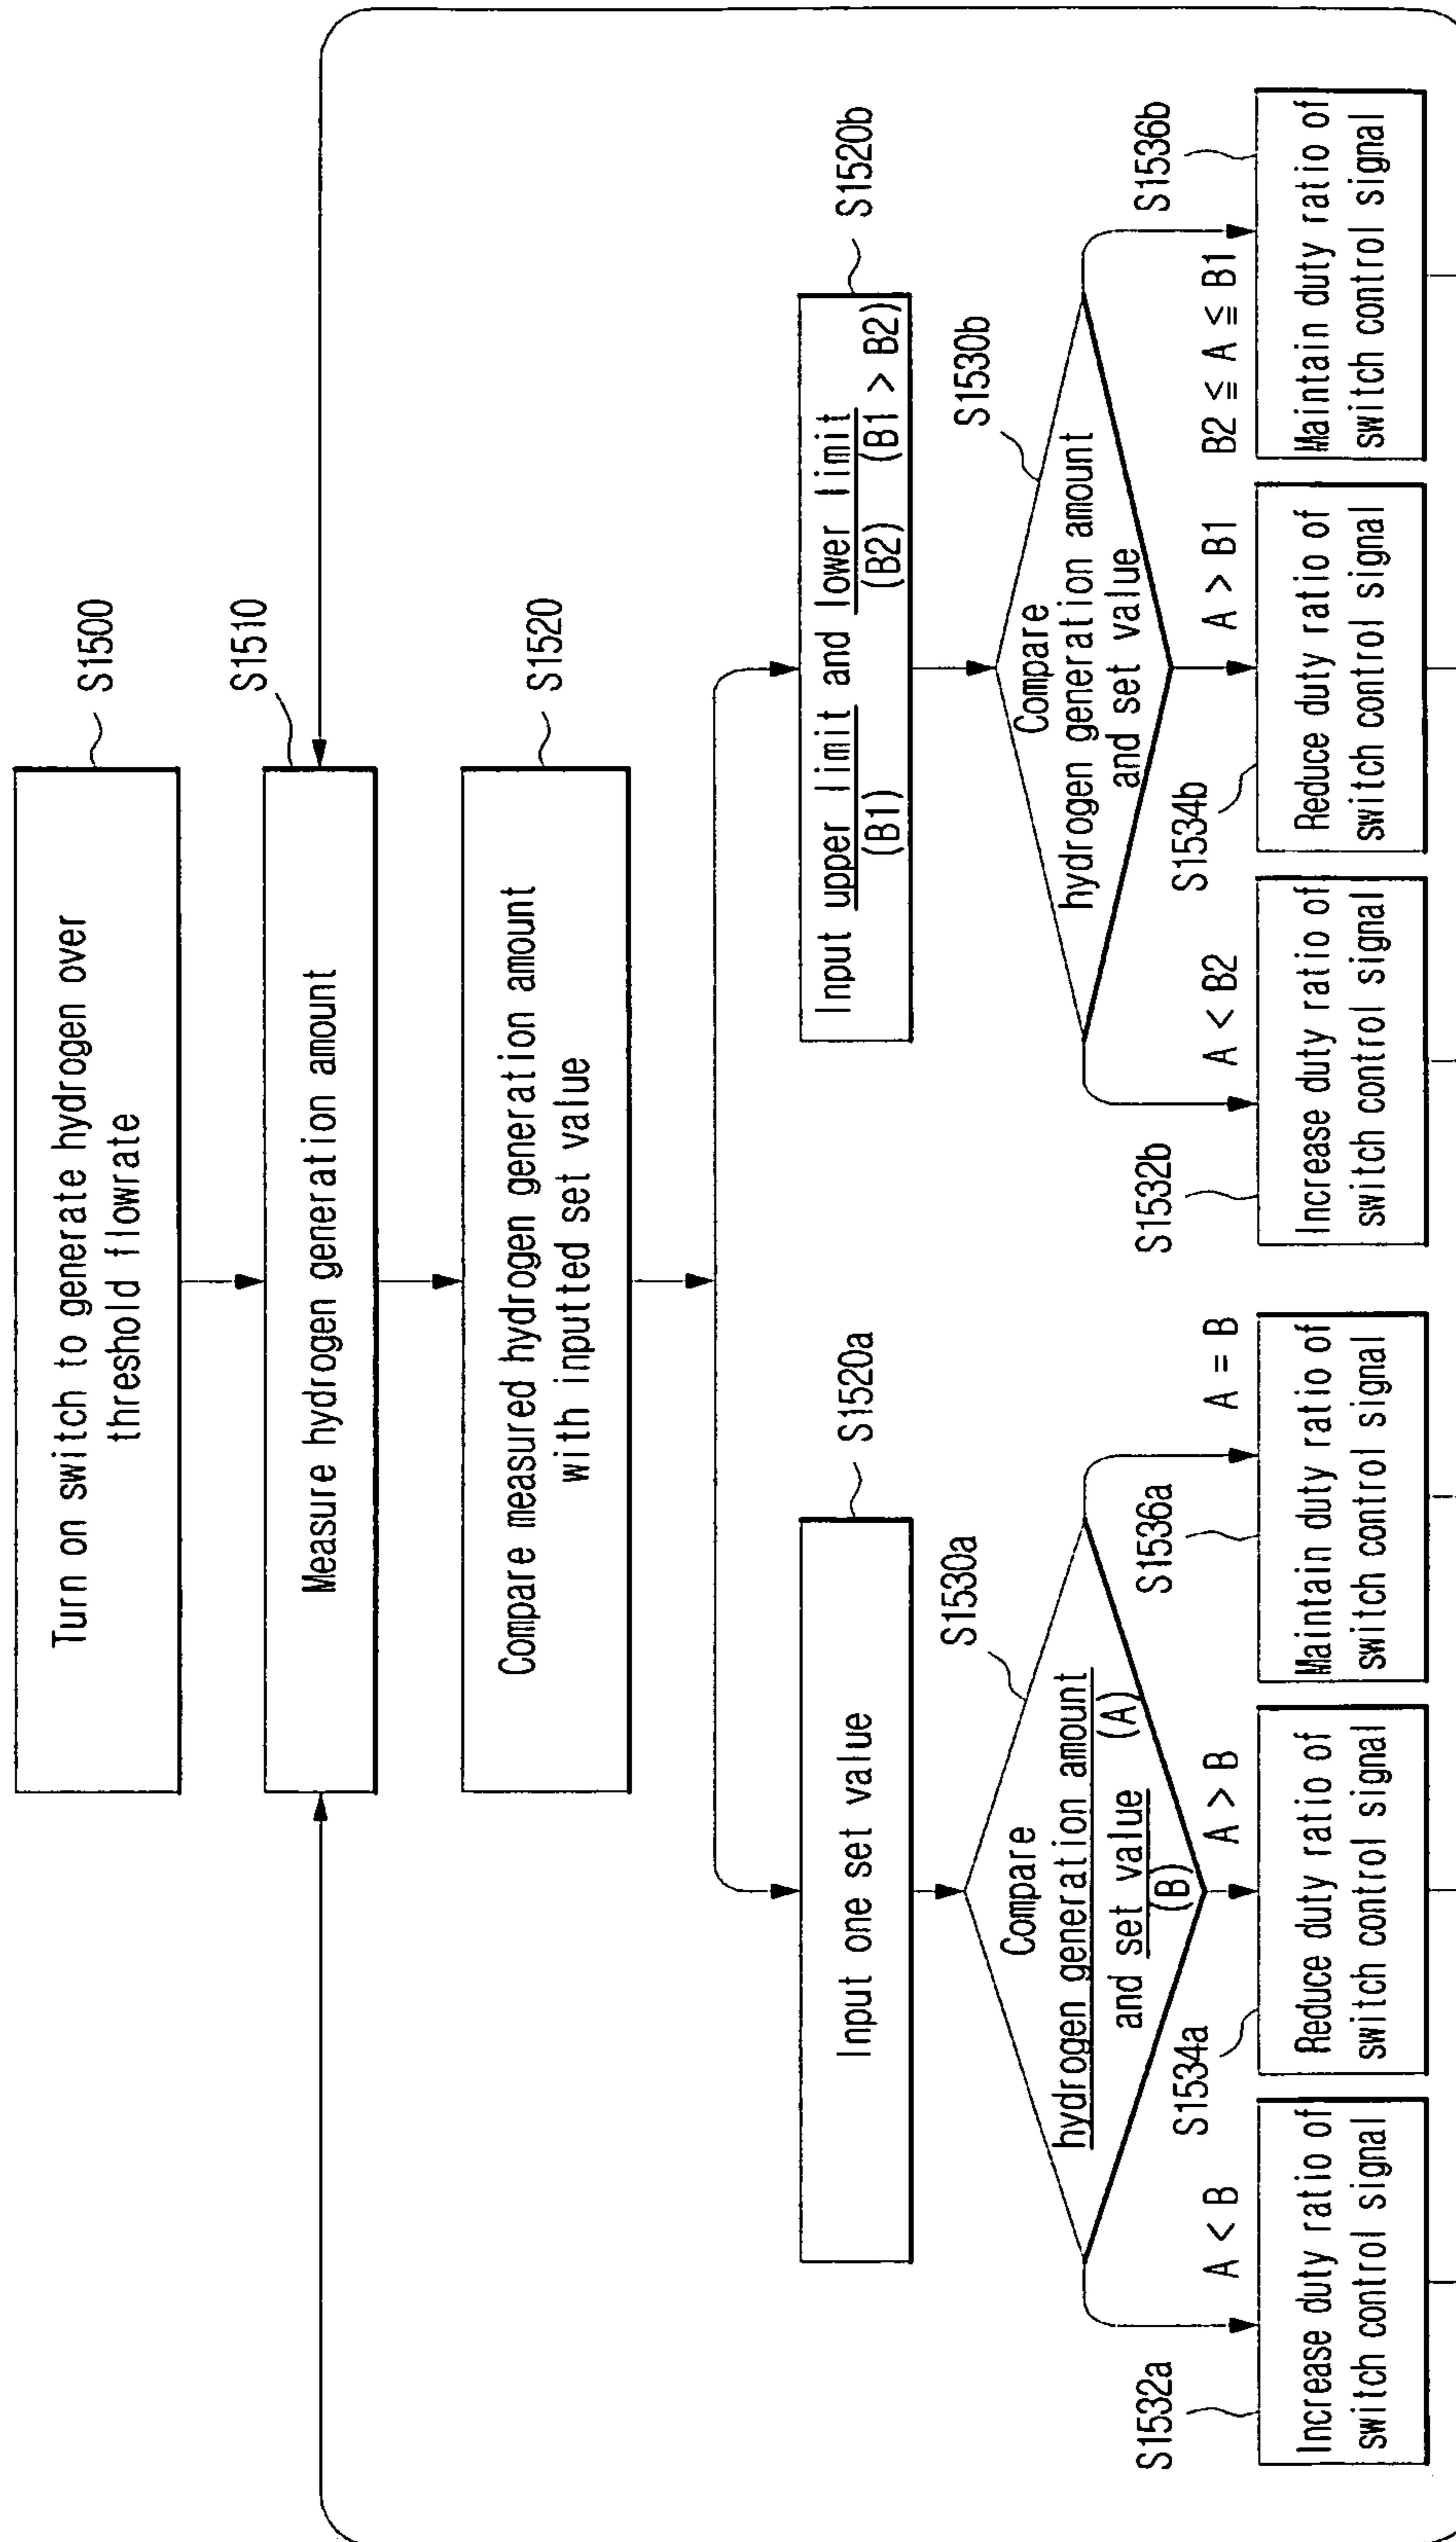 Turn on switch to generate hydrogen over
threshold flowrate
S1500
Measure hydrogen generation amount
S1510
Compare measured hydrogen generation amount
with inputted set value
S1520
Input one set value
S1520a
Compare
hydrogen generation amount
(A)
and set value
(B)
S1530a
A < B
A > B
A = B
S1532a
Increase duty ratio of
switch control signal
S1534a
Reduce duty ratio of
switch control signal
S1536a
Maintain duty ratio of
switch control signal
Input upper limit and lower limit
(B1) (B2) (B1 > B2)
S1520b
Compare
hydrogen generation amount
and set value
S1530b
A < B2
A > B1
B2 ≦ A ≦ B1
S1532b
Increase duty ratio of
switch control signal
S1534b
Reduce duty ratio of
switch control signal
S1536b
Maintain duty ratio of
switch control signal